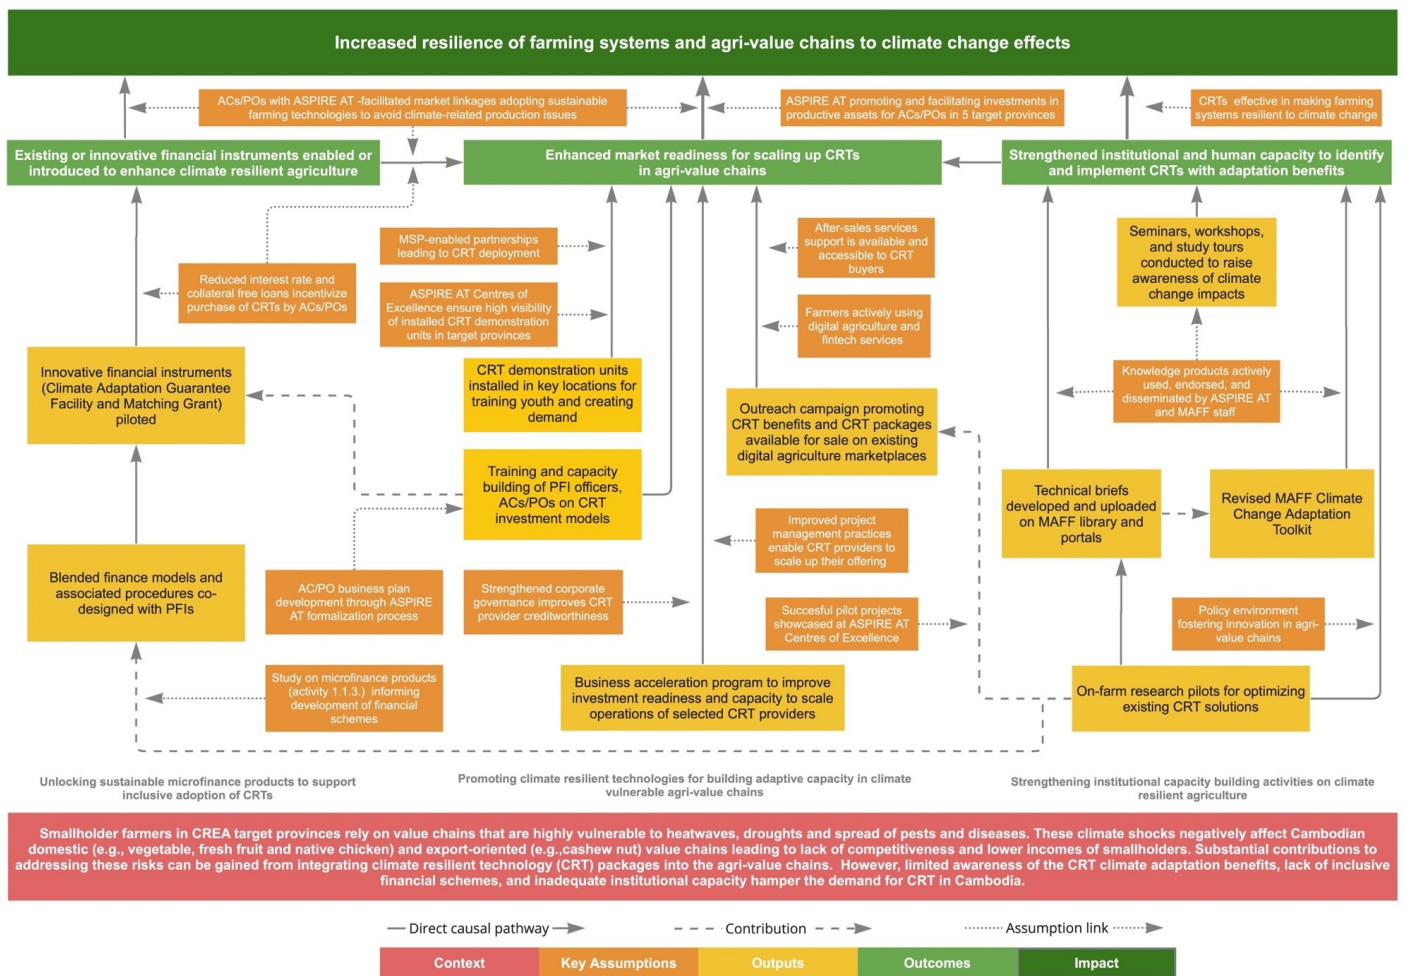 Increased resilience of farming systems and agri-value chains to climate change effects
ACs/POs with ASPIRE AT -facilitated market linkages adopting sustainable
farming technologies to avoid climate-related production issues
ASPIRE AT promoting and facilitating investments in
productive assets for ACs/POs in 5 target provinces
CRTs effective in making farming
systems resilient to climate change
Existing or innovative financial instruments enabled or
introduced to enhance climate resilient agriculture
Enhanced market readiness for scaling up CRTs
in agri-value chains
Strengthened institutional and human capacity to identify
and implement CRTs with adaptation benefits
MSP-enabled partnerships
leading to CRT deployment
After-sales services
support is available and
accessible to CRT
buyers
Seminars, workshops,
and study tours
conducted to raise
awareness of climate
change impacts
Reduced interest rate and
collateral free loans incentivize
purchase of CRTs by ACs/POs
ASPIRE AT Centres of
Excellence ensure high visibility
of installed CRT demonstration
units in target provinces
Farmers actively using
digital agriculture and
fintech services
Innovative financial instruments
(Climate Adaptation Guarantee
Facility and Matching Grant)
piloted
CRT demonstration units
installed in key locations for
training youth and creating
demand
Knowledge products actively
used, endorsed, and
disseminated by ASPIRE AT
and MAFF staff
Outreach campaign promoting
CRT benefits and CRT packages
available for sale on existing
digital agriculture marketplaces
Training and capacity
building of PFI officers,
ACs/POs on CRT
investment models
Technical briefs
developed and uploaded
on MAFF library and
portals
Revised MAFF Climate
Change Adaptation
Toolkit
Improved project
management practices
enable CRT providers to
scale up their offering
Blended finance models and
associated procedures co-
designed with PFIs
AC/PO business plan
development through ASPIRE
AT formalization process
Strengthened corporate
governance improves CRT
provider creditworthiness
Succesful pilot projects
showcased at ASPIRE AT
Centres of Excellence
Policy environment
fostering innovation in agri-
value chains
Study on microfinance products
(activity 1.1.3.) informing
development of financial
schemes
Business acceleration program to improve
investment readiness and capacity to scale
operations of selected CRT providers
On-farm research pilots for optimizing
existing CRT solutions
Unlocking sustainable microfinance products to support
inclusive adoption of CRTs
Promoting climate resilient technologies for building adaptive capacity in climate
vulnerable agri-value chains
Strengthening institutional capacity building activities on climate
resilient agriculture
Smallholder farmers in CREA target provinces rely on value chains that are highly vulnerable to heatwaves, droughts and spread of pests and diseases. These climate shocks negatively affect Cambodian
domestic (e.g., vegetable, fresh fruit and native chicken) and export-oriented (e.g.,cashew nut) value chains leading to lack of competitiveness and lower incomes of smallholders. Substantial contributions to
addressing these risks can be gained from integrating climate resilient technology (CRT) packages into the agri-value chains. However, limited awareness of the CRT climate adaptation benefits, lack of inclusive
financial schemes, and inadequate institutional capacity hamper the demand for CRT in Cambodia.
Direct causal pathway
Contribution
Assumption link
Context
Key Assumptions
Outputs
Outcomes
Impact